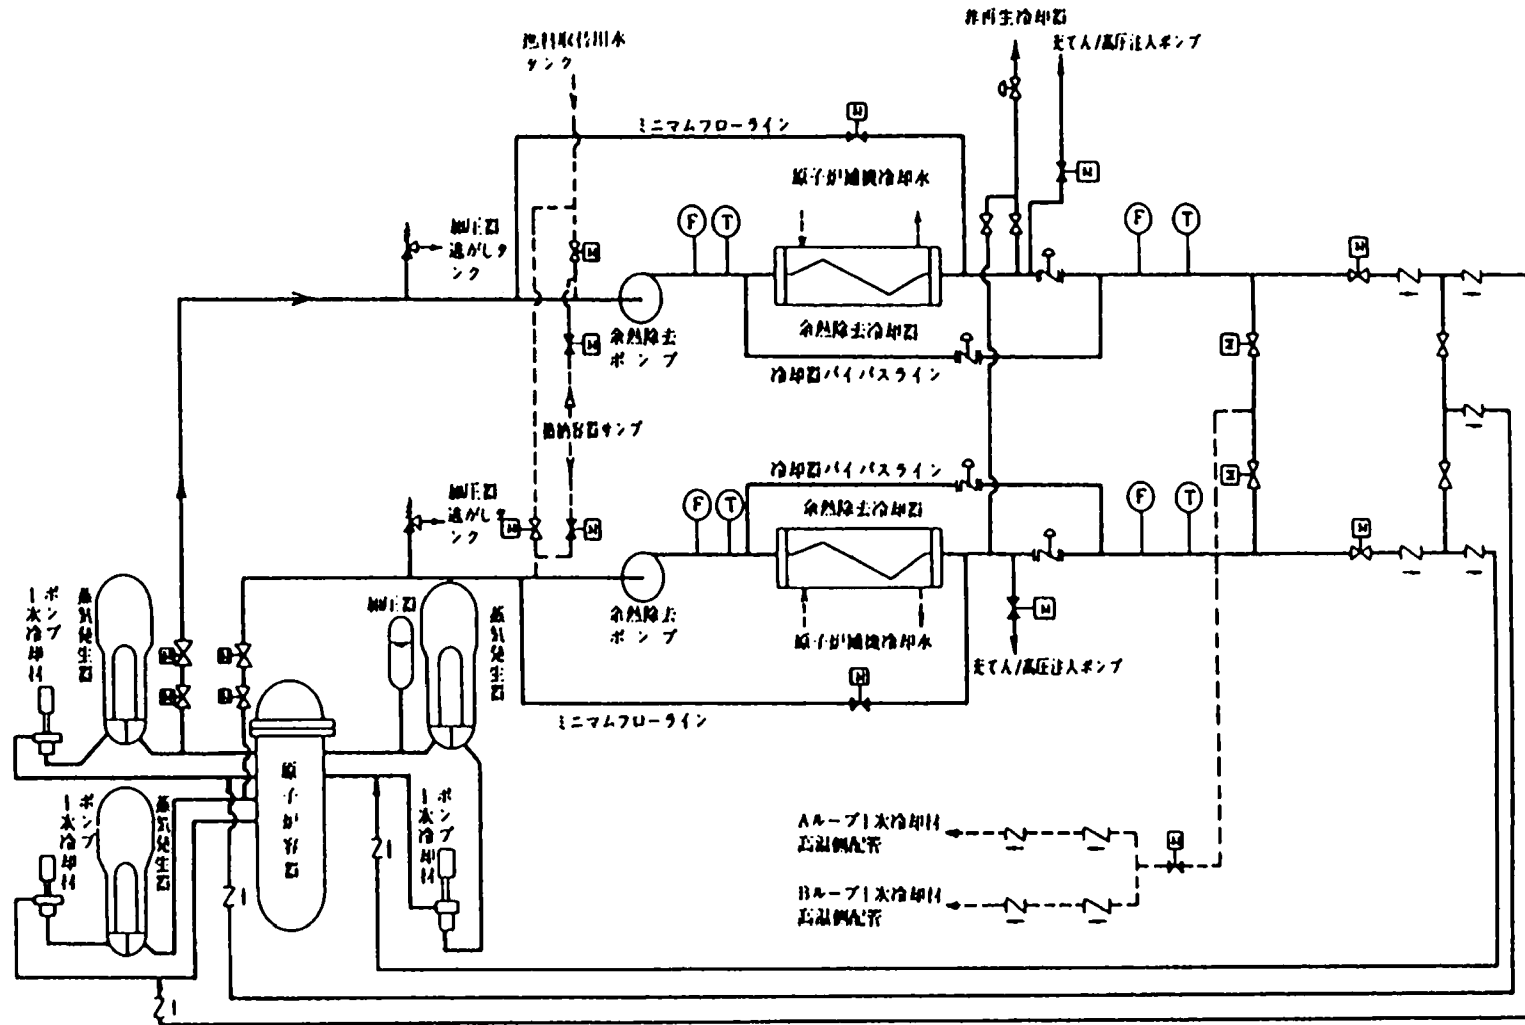 非再生冷却器
充てん/高圧注入ポンプ
燃料取替用水
タンク
ミニマムフローライン
M
原子炉補機冷却水
M
加圧器
逃がしタ
ンク
F
T
F
T
M
M
余熱除去
ポンプ
余熱除去冷却器
M
M
冷却器バイパスライン
格納容器サンプ
冷却器バイパスライン
M
加圧器
逃がしタ
ンク
F
T
余熱除去冷却器
F
T
M
M
M
余熱除去
ポンプ
原子炉補機冷却水
M
充てん/高圧注入ポンプ
M
ミニマムフローライン
1次冷却材
ポンプ
蒸気発生器
M
M
M
M
加圧器
蒸気発生器
原子炉容器
1次冷却材
ポンプ
蒸気発生器
1次冷却材
ポンプ
Aループ1次冷却材
高温側配管
M
Bループ1次冷却材
高温側配管